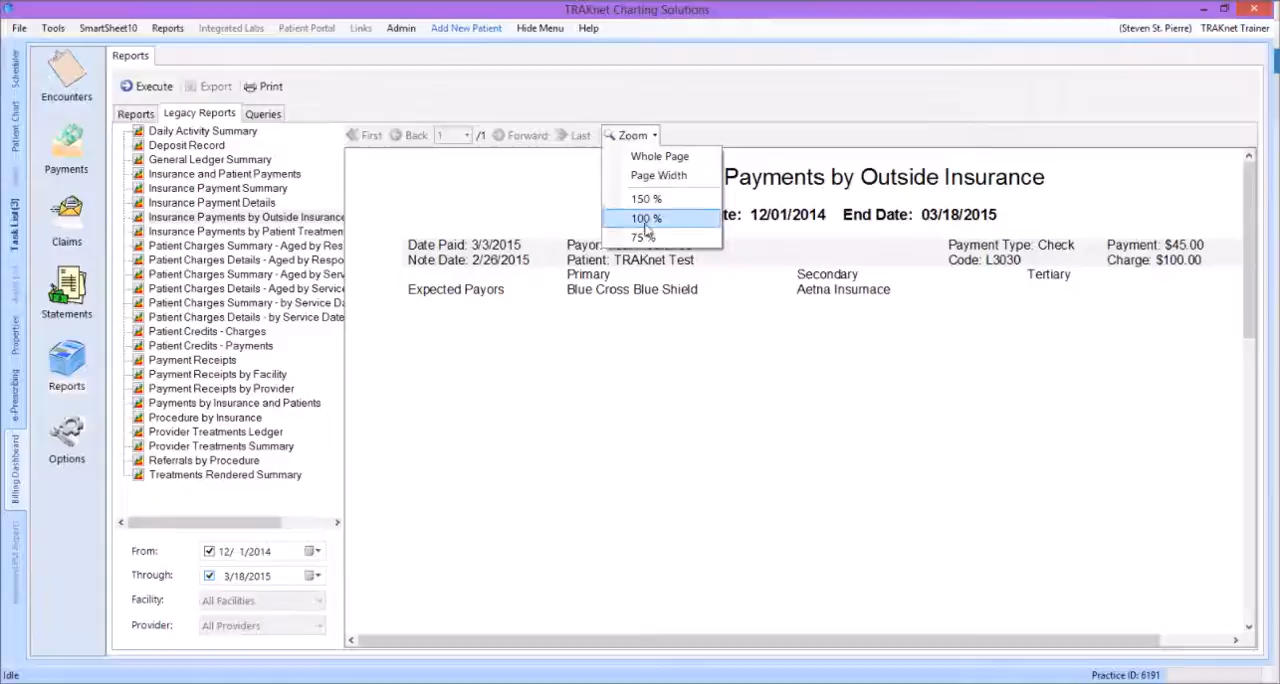 TRAKnet Charting Solutions
File Tools SmartSheet10 Reports Integrated Labs Patient Portal Links Admin Add New Patient Hide Menu Help (Steven St. Pierre) TRAKnet Trainer
Scheduler
Patient Chart
Task List (3)
Properties
e-Prescribing
Billing Dashboard
Encounters
Payments
Claims
Statements
Reports
Options
Reports
Execute Export Print
Reports Legacy Reports Queries
Daily Activity Summary
Deposit Record
General Ledger Summary
Insurance and Patient Payments
Insurance Payment Summary
Insurance Payment Details
Insurance Payments by Outside Insurance
Insurance Payments by Patient Treatmen
Patient Charges Summary - Aged by Res
Patient Charges Details - Aged by Respo
Patient Charges Summary - Aged by Serv
Patient Charges Details - Aged by Service
Patient Charges Summary - by Service Da
Patient Charges Details - by Service Date
Patient Credits - Charges
Patient Credits - Payments
Payment Receipts
Payment Receipts by Facility
Payment Receipts by Provider
Payments by Insurance and Patients
Procedure by Insurance
Provider Treatments Ledger
Provider Treatments Summary
Referrals by Procedure
Treatments Rendered Summary
From: 12/ 1/2014
Through: 3/18/2015
Facility: All Facilities
Provider: All Providers
First Back 1 /1 Forward Last Zoom
Whole Page
Page Width
150 %
100 %
75 %
Payments by Outside Insurance
te: 12/01/2014 End Date: 03/18/2015
Date Paid: 3/3/2015 Payor: Payment Type: Check Payment: $45.00
Note Date: 2/26/2015 Patient: TRAKnet Test Code: L3030 Charge: $100.00
Primary Secondary Tertiary
Expected Payors Blue Cross Blue Shield Aetna Insurnace
Idle Practice ID: 6191